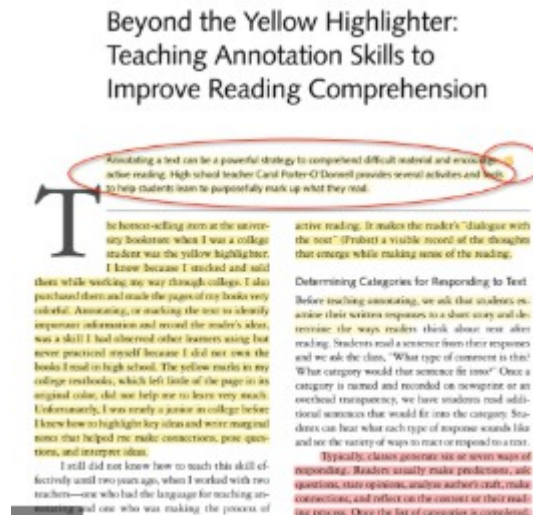 Beyond the Yellow Highlighter:
Teaching Annotation Skills to
Improve Reading Comprehension
Annotating a text can be a powerful strategy to comprehend difficult material and encourage
active reading. High school teacher Carol Porter-O'Donnell provides several activities and tools
to help students learn to purposefully mark up what they read.
The hottest-selling item at the univer-
sity bookstore when I was a college
student was the yellow highlighter.
I know because I stocked and sold
them while working my way through college. I also
purchased them and made the pages of my books very
colorful. Annotating, or marking the text to identify
important information and record the reader's ideas,
was a skill I had observed other learners using but
never practiced myself because I did not own the
books I read in high school. The yellow marks in my
college textbooks, which left little of the page in its
original color, did not help me to learn very much.
Unfortunately, I was nearly a junior in college before
I knew how to highlight key ideas and write marginal
notes that helped me make connections, pose ques-
tions, and interpret ideas.
I still did not know how to teach this skill ef-
fectively until two years ago, when I worked with two
teachers—one who had the language for teaching an-
notating and one who was making the process of
active reading. It makes the reader's "dialogue with
the text" (Probst) a visible record of the thoughts
that emerge while making sense of the reading.
Determining Categories for Responding to Text
Before teaching annotating, we ask that students ex-
amine their written responses to a short story and de-
termine the ways readers think about text after
reading. Students read a sentence from their responses
and we ask the class, "What type of comment is this?
What category would that sentence fit into?" Once a
category is named and recorded on newsprint or an
overhead transparency, we have students read addi-
tional sentences that would fit into the category. Stu-
dents can hear what each type of response sounds like
and see the variety of ways to react or respond to a text.
Typically, classes generate six or seven ways of
responding. Readers usually make predictions, ask
questions, state opinions, analyze author's craft, make
connections, and reflect on the content or their read-
ing process. Once the list of categories is completed,